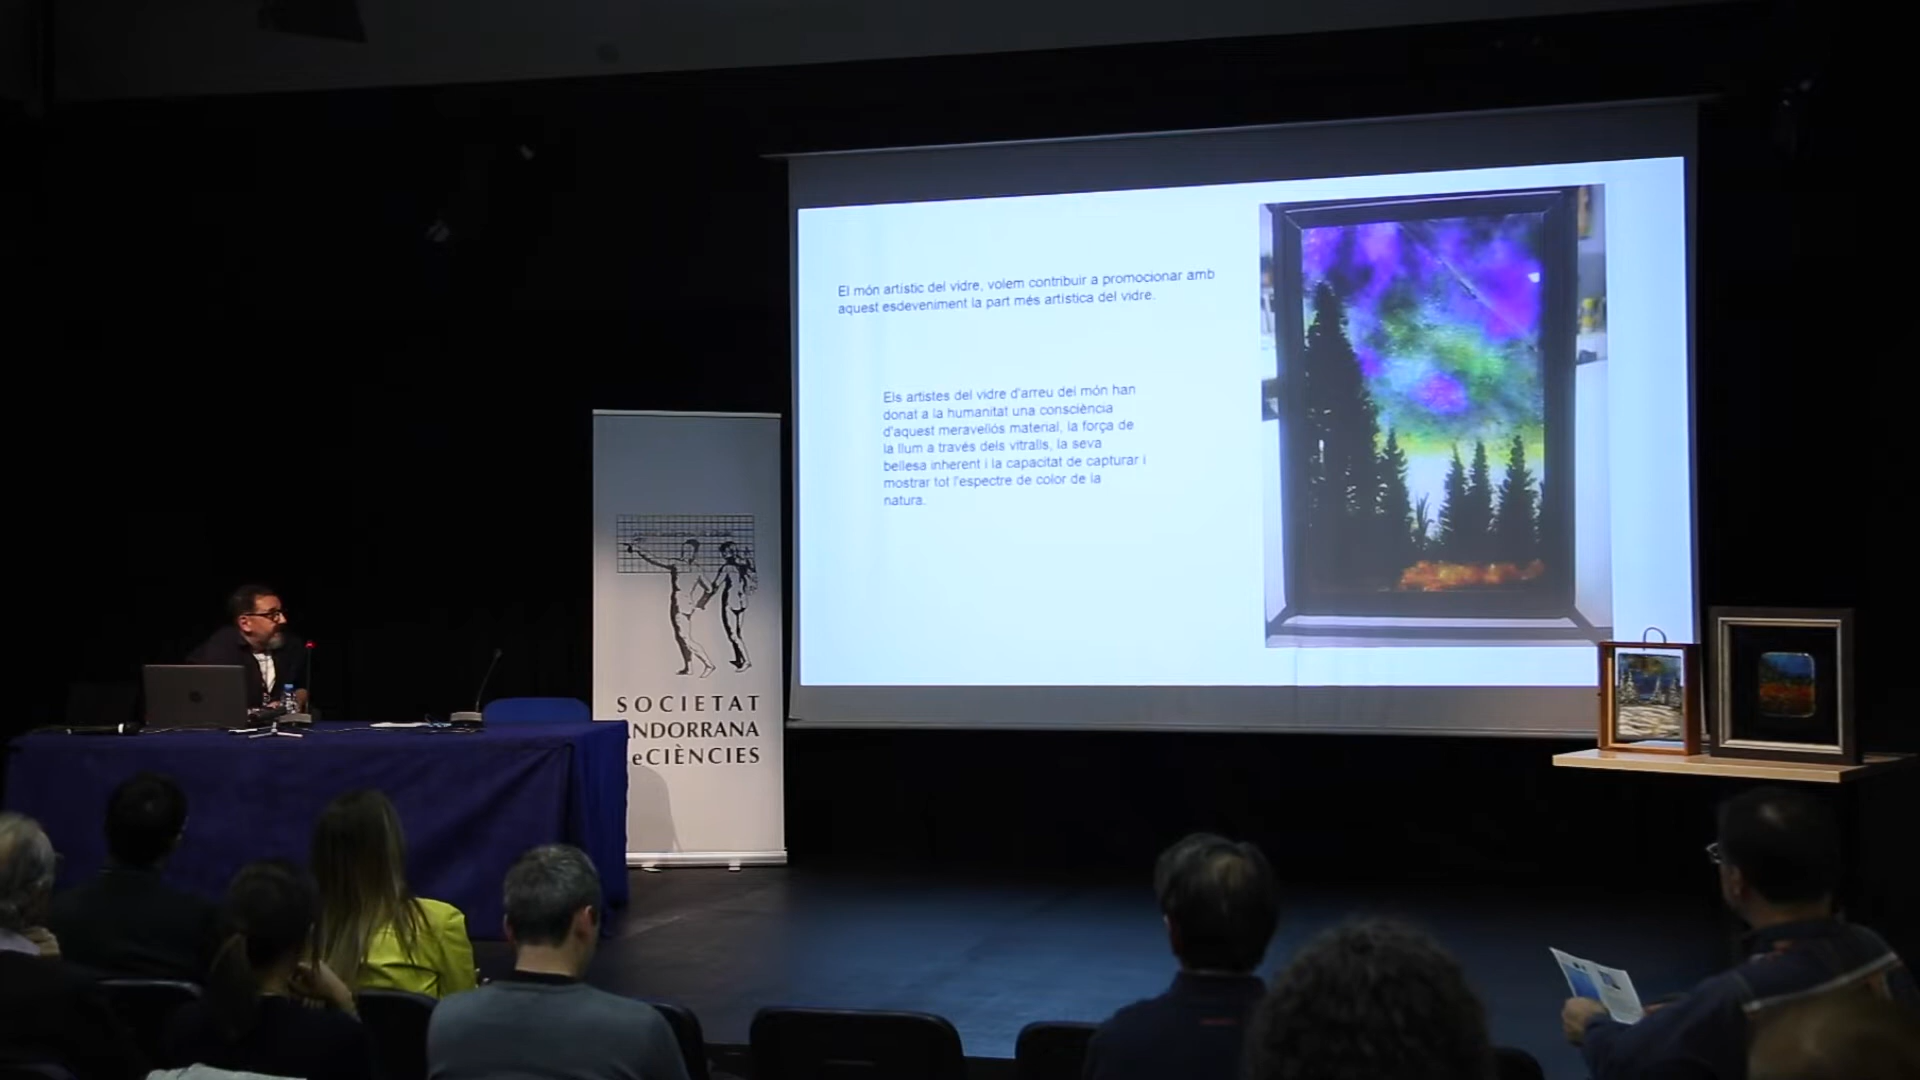 El món artístic del vidre, volem contribuir a promocionar amb
aquest esdeveniment la part més artística del vidre.
Els artistes del vidre d'arreu del món han
donat a la humanitat una consciència
d'aquest meravellós material, la força de
la llum a través dels vitralls, la seva
bellesa inherent i la capacitat de capturar i
mostrar tot l'espectre de color de la
natura.
SOCIETAT
ANDORRANA
eCIÈNCIES